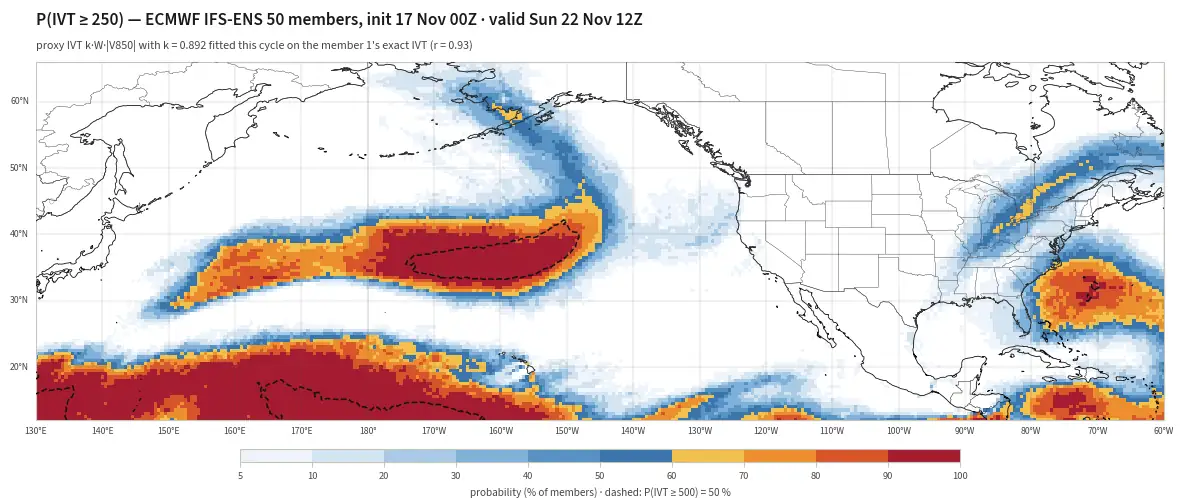 P(IVT ≥ 250) — ECMWF IFS-ENS 50 members, init 17 Nov 00Z · valid Sun 22 Nov 12Z
proxy IVT k·W·|V850| with k = 0.892 fitted this cycle on the member 1's exact IVT (r = 0.93)
60°N
50°N
40°N
30°N
20°N
130°E 140°E 150°E 160°E 170°E 180° 170°W 160°W 150°W 140°W 130°W 120°W 110°W 100°W 90°W 80°W 70°W 60°W
5 10 20 30 40 50 60 70 80 90 100
probability (% of members) · dashed: P(IVT ≥ 500) = 50 %